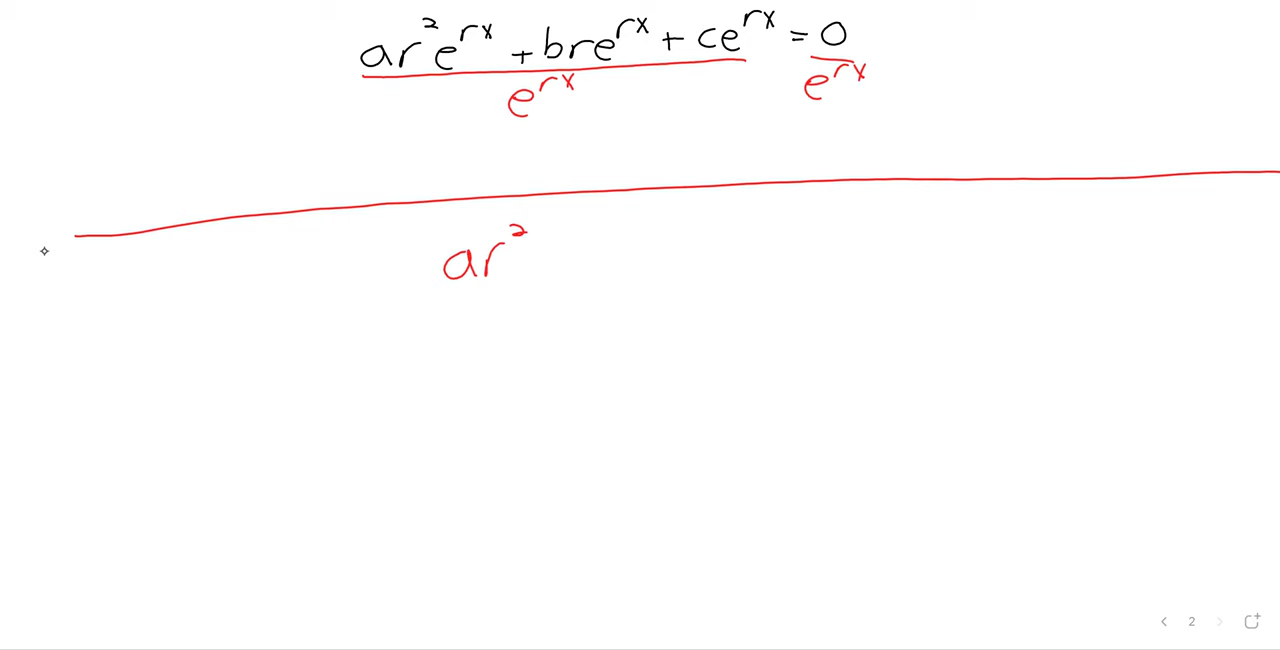 ar²e^{rx} + bre^{rx} + ce^{rx} = 0
e^{rx} e^{rx}
ar²
< 2 >